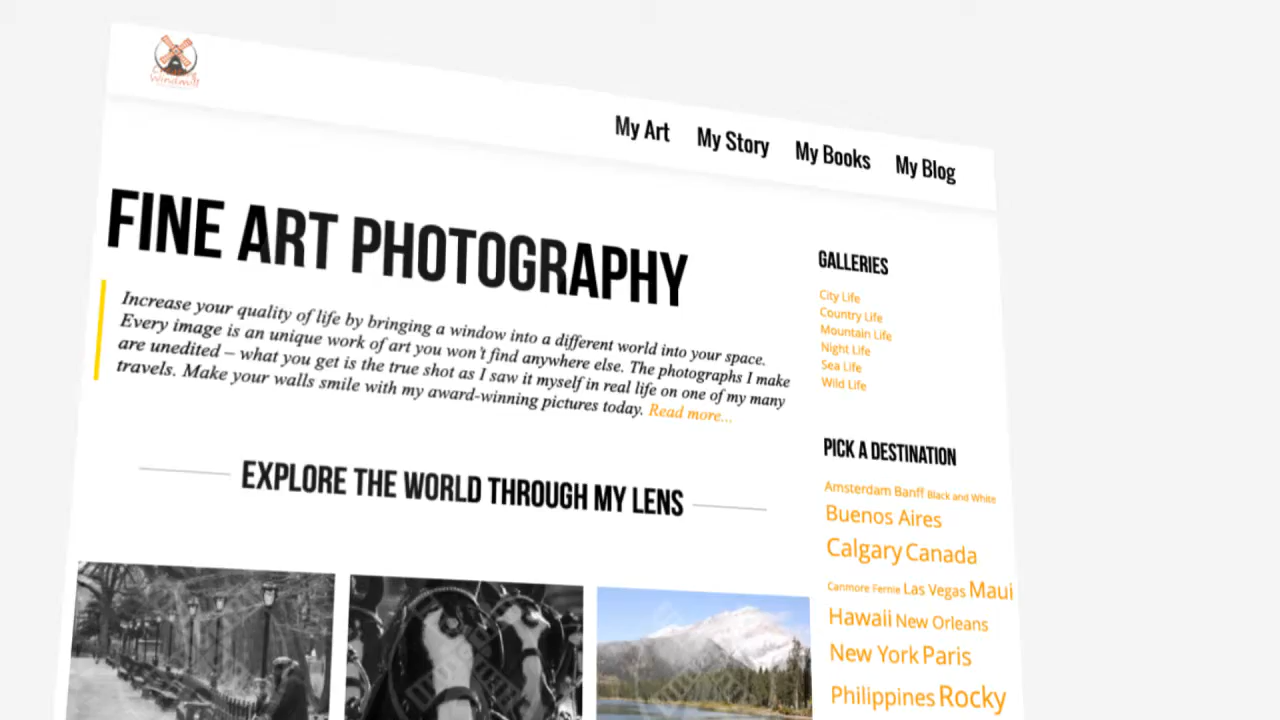 Windmill
My Art My Story My Books My Blog
FINE ART PHOTOGRAPHY
Increase your quality of life by bringing a window into a different world into your space.
Every image is an unique work of art you won't find anywhere else. The photographs I make
are unedited – what you get is the true shot as I saw it myself in real life on one of my many
travels. Make your walls smile with my award-winning pictures today. Read more...
EXPLORE THE WORLD THROUGH MY LENS
GALLERIES
City Life
Country Life
Mountain Life
Night Life
Sea Life
Wild Life
PICK A DESTINATION
Amsterdam Banff Black and White
Buenos Aires
Calgary Canada
Canmore Fernie Las Vegas Maui
Hawaii New Orleans
New York Paris
Philippines Rocky